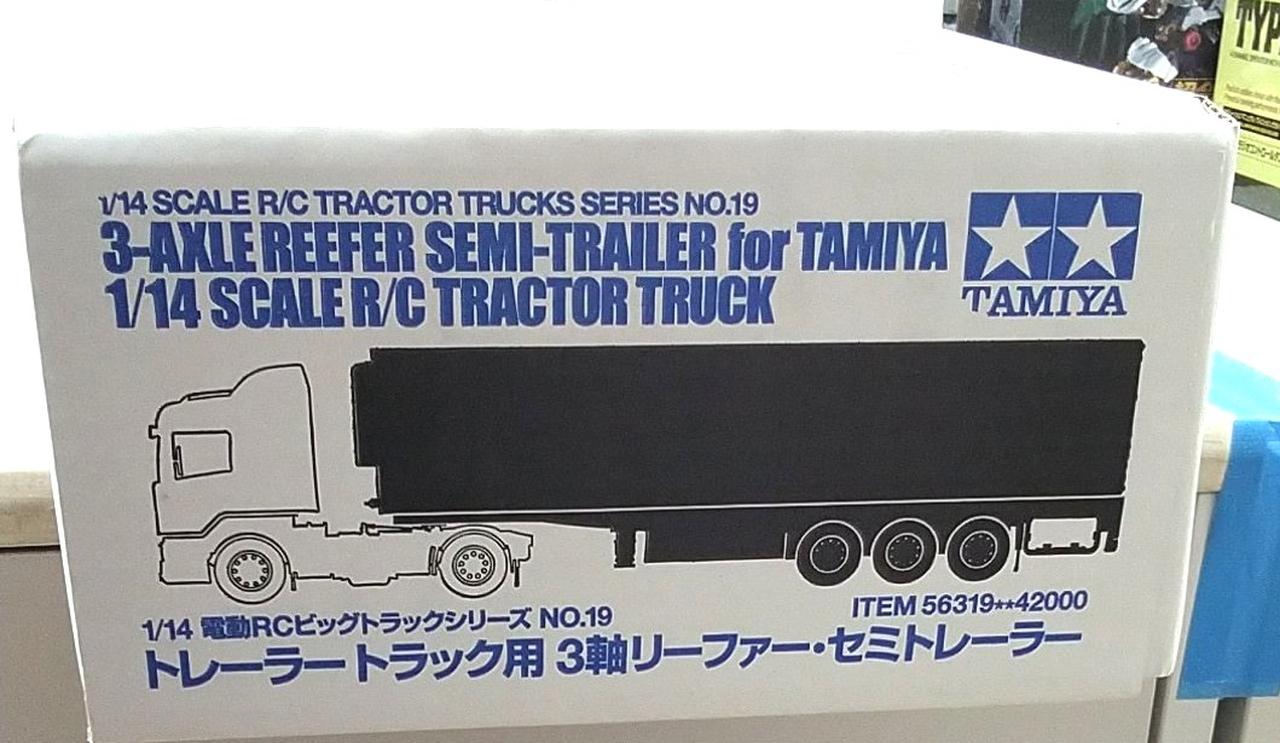 1/14 SCALE R/C TRACTOR TRUCKS SERIES NO.19
3-AXLE REEFER SEMI-TRAILER for TAMIYA
1/14 SCALE R/C TRACTOR TRUCK
TAMIYA
ITEM 56319**42000
1/14 電動RCビッグトラックシリーズ NO.19
トレーラートラック用 3軸リーファー・セミトレーラー